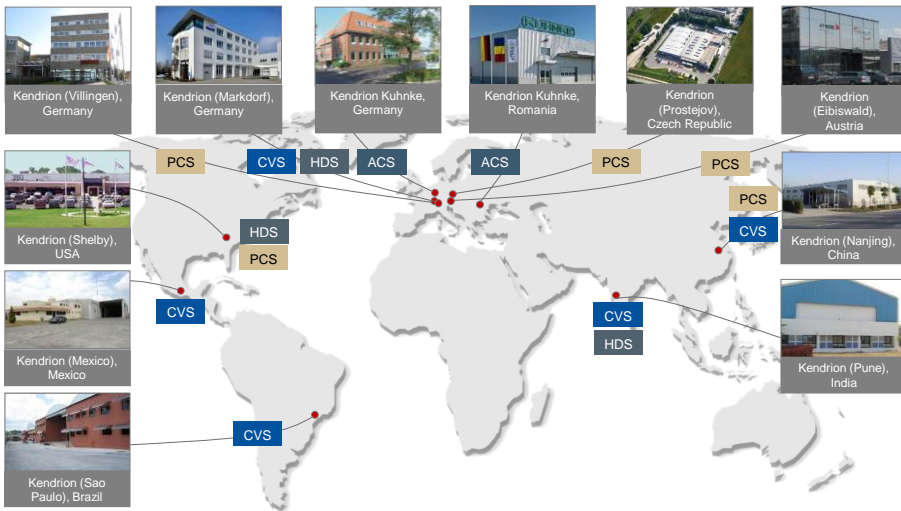 Kendrion (Villingen),
Germany
Kendrion (Markdorf),
Germany
Kendrion Kuhnke,
Germany
Kendrion Kuhnke,
Romania
Kendrion
(Prostejov),
Czech Republic
Kendrion
(Eibiswald),
Austria
PCS
CVS
HDS
ACS
ACS
PCS
PCS
Kendrion (Shelby),
USA
HDS
PCS
PCS
CVS
Kendrion (Nanjing),
China
Kendrion (Mexico),
Mexico
CVS
CVS
HDS
Kendrion (Pune),
India
Kendrion (Sao
Paulo), Brazil
CVS